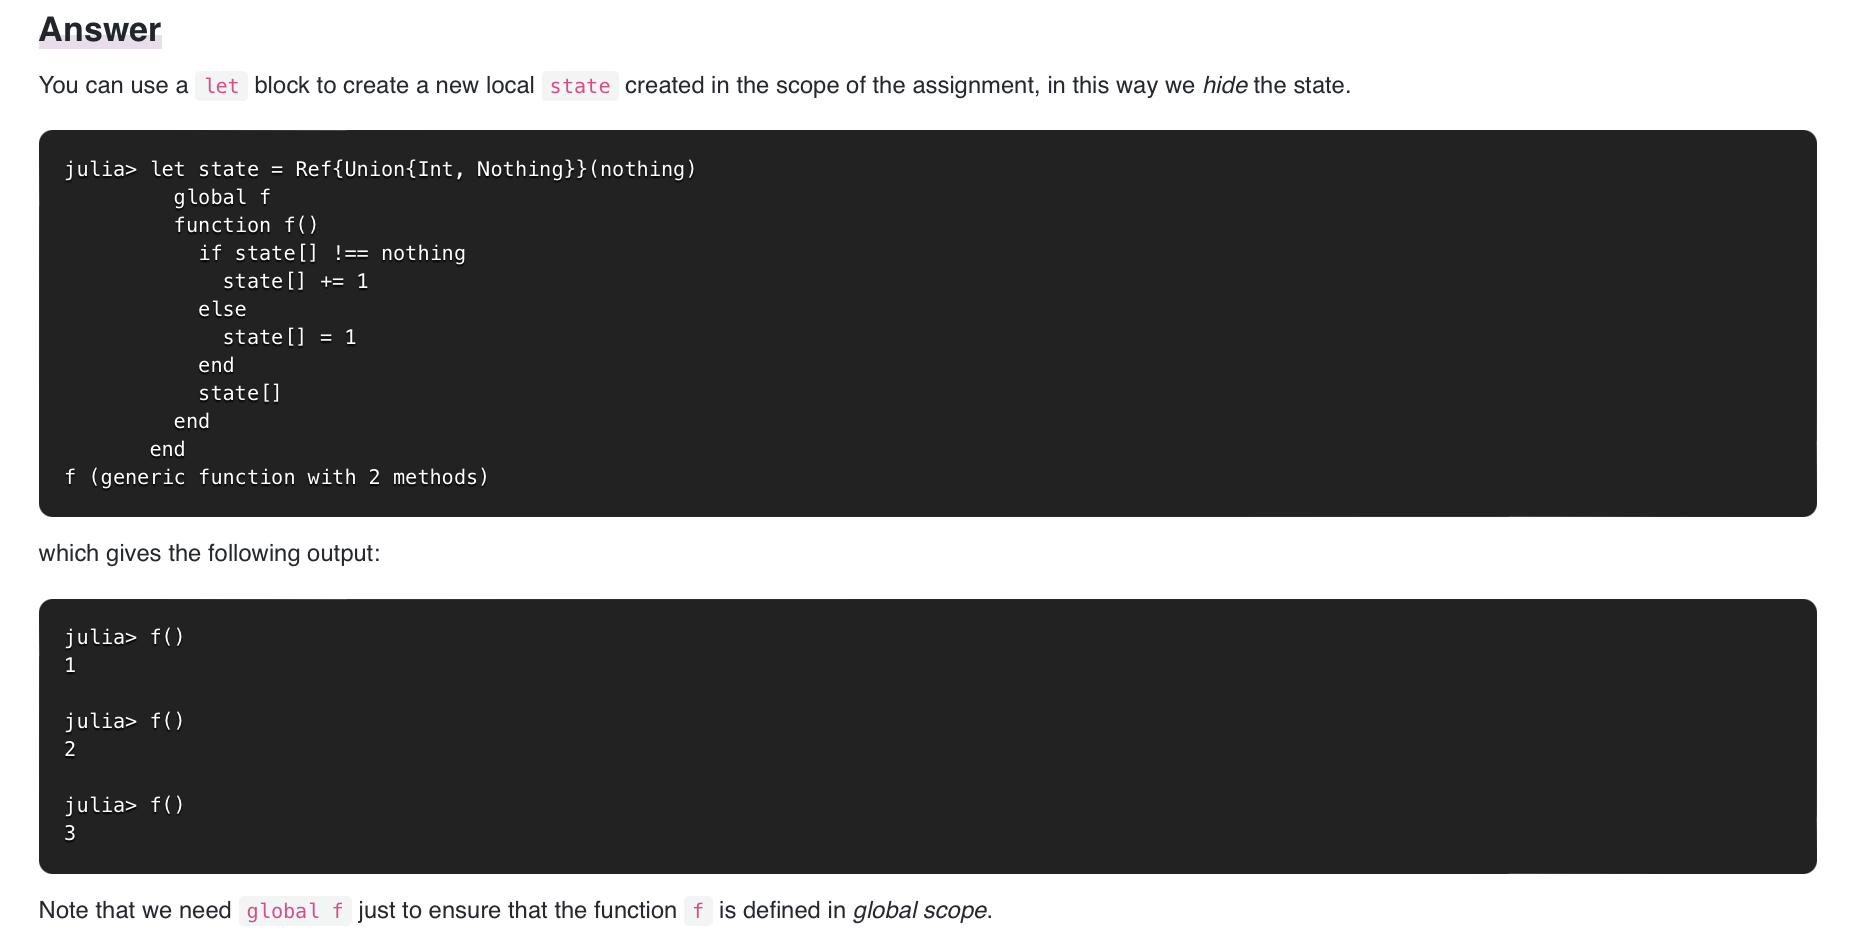 Answer
You can use a let block to create a new local state created in the scope of the assignment, in this way we hide the state.
julia> let state = Ref{Union{Int, Nothing}}(nothing)
         global f
         function f()
           if state[] !== nothing
             state[] += 1
           else
             state[] = 1
           end
           state[]
         end
       end
f (generic function with 2 methods)
which gives the following output:
julia> f()
1
julia> f()
2
julia> f()
3
Note that we need global f just to ensure that the function f is defined in global scope.